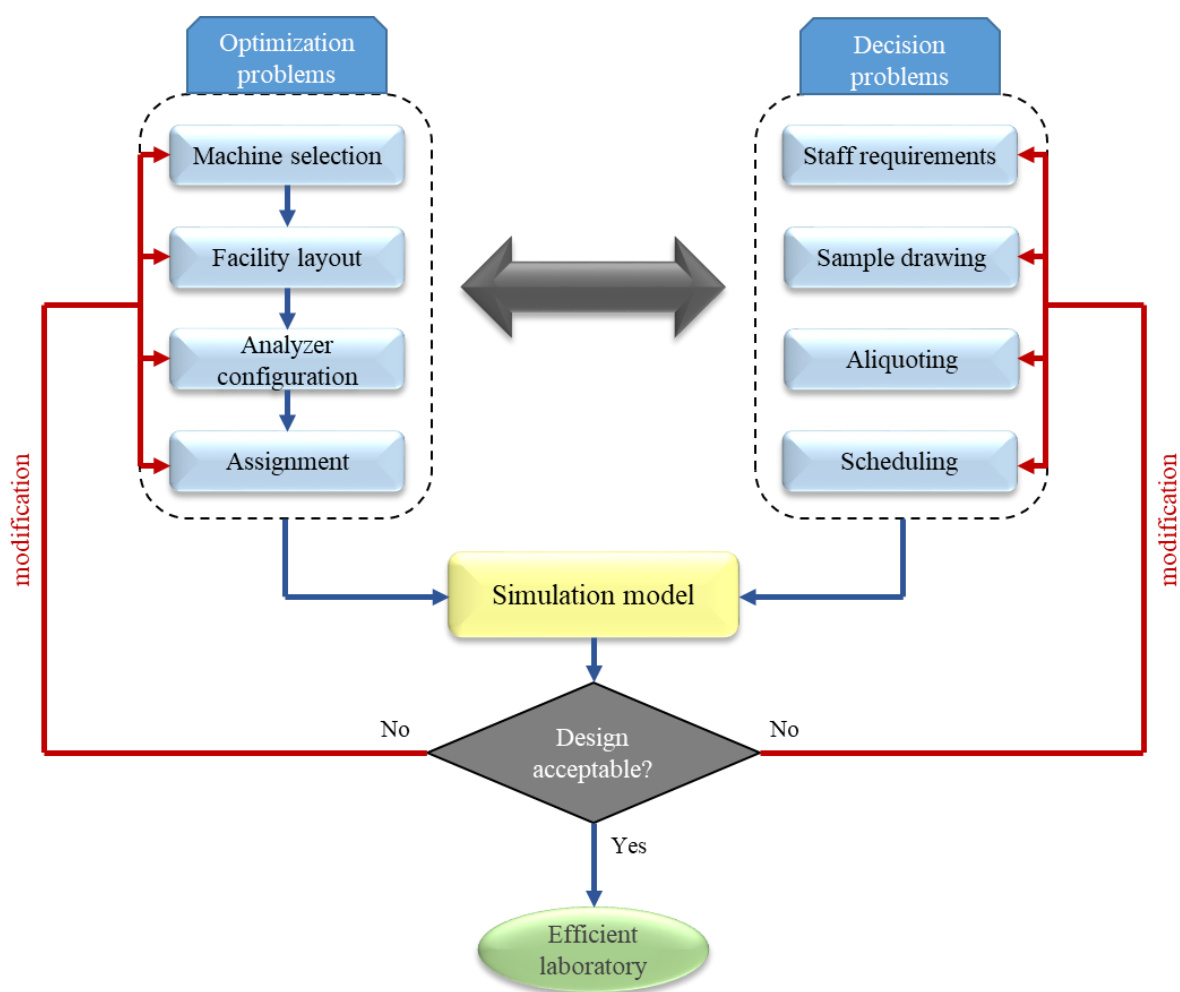 Optimization
problems
Machine selection
Facility layout
Analyzer
configuration
Assignment
Decision
problems
Staff requirements
Sample drawing
Aliquoting
Scheduling
modification
modification
Simulation model
No
Design
acceptable?
No
Yes
Efficient
laboratory